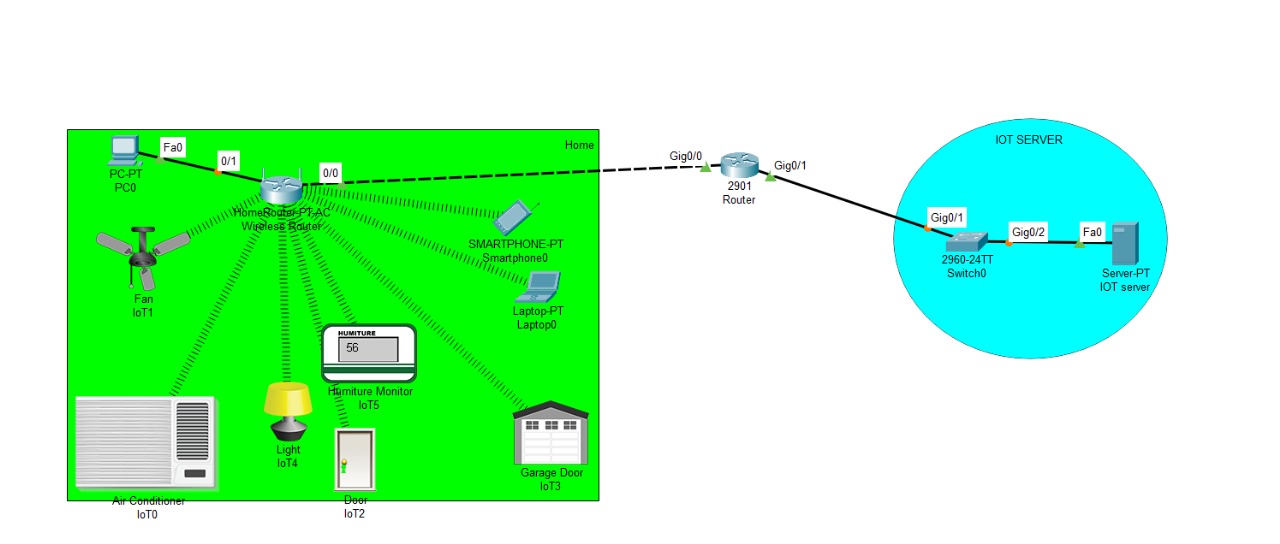 IOT SERVER
Home
Fa0
0/1
PC-PT
PC0
0/0
HomeRouter-PT-AC
Wireless Router
Gig0/0
Gig0/1
2901
Router
Gig0/1
Gig0/2
Fa0
2960-24TT
Switch0
Server-PT
IOT server
SMARTPHONE-PT
Smartphone0
Laptop-PT
Laptop0
Fan
IoT1
HUMITURE
56
Humiture Monitor
IoT5
Light
IoT4
Garage Door
IoT3
Air Conditioner
IoT0
Door
IoT2